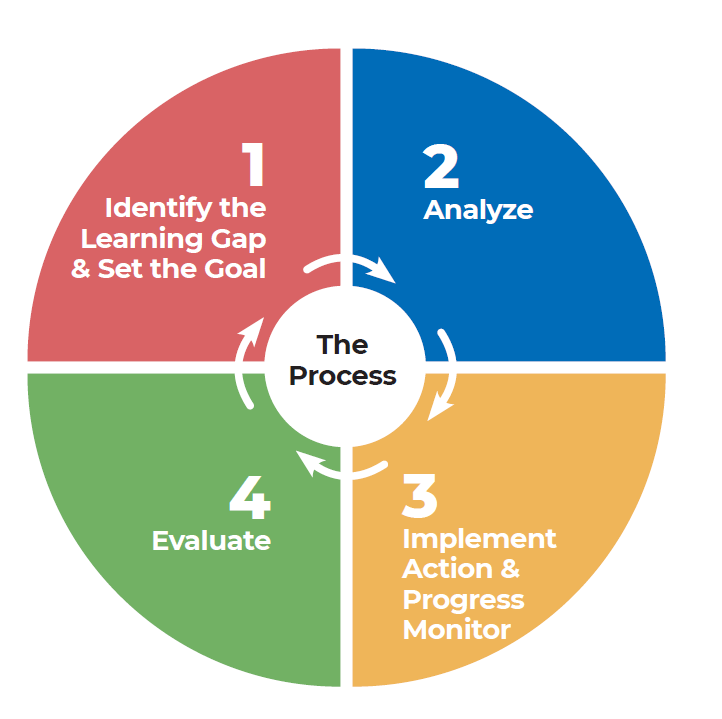 1
Identify the
Learning Gap
& Set the Goal
2
Analyze
The
Process
3
Implement
Action &
Progress
Monitor
4
Evaluate